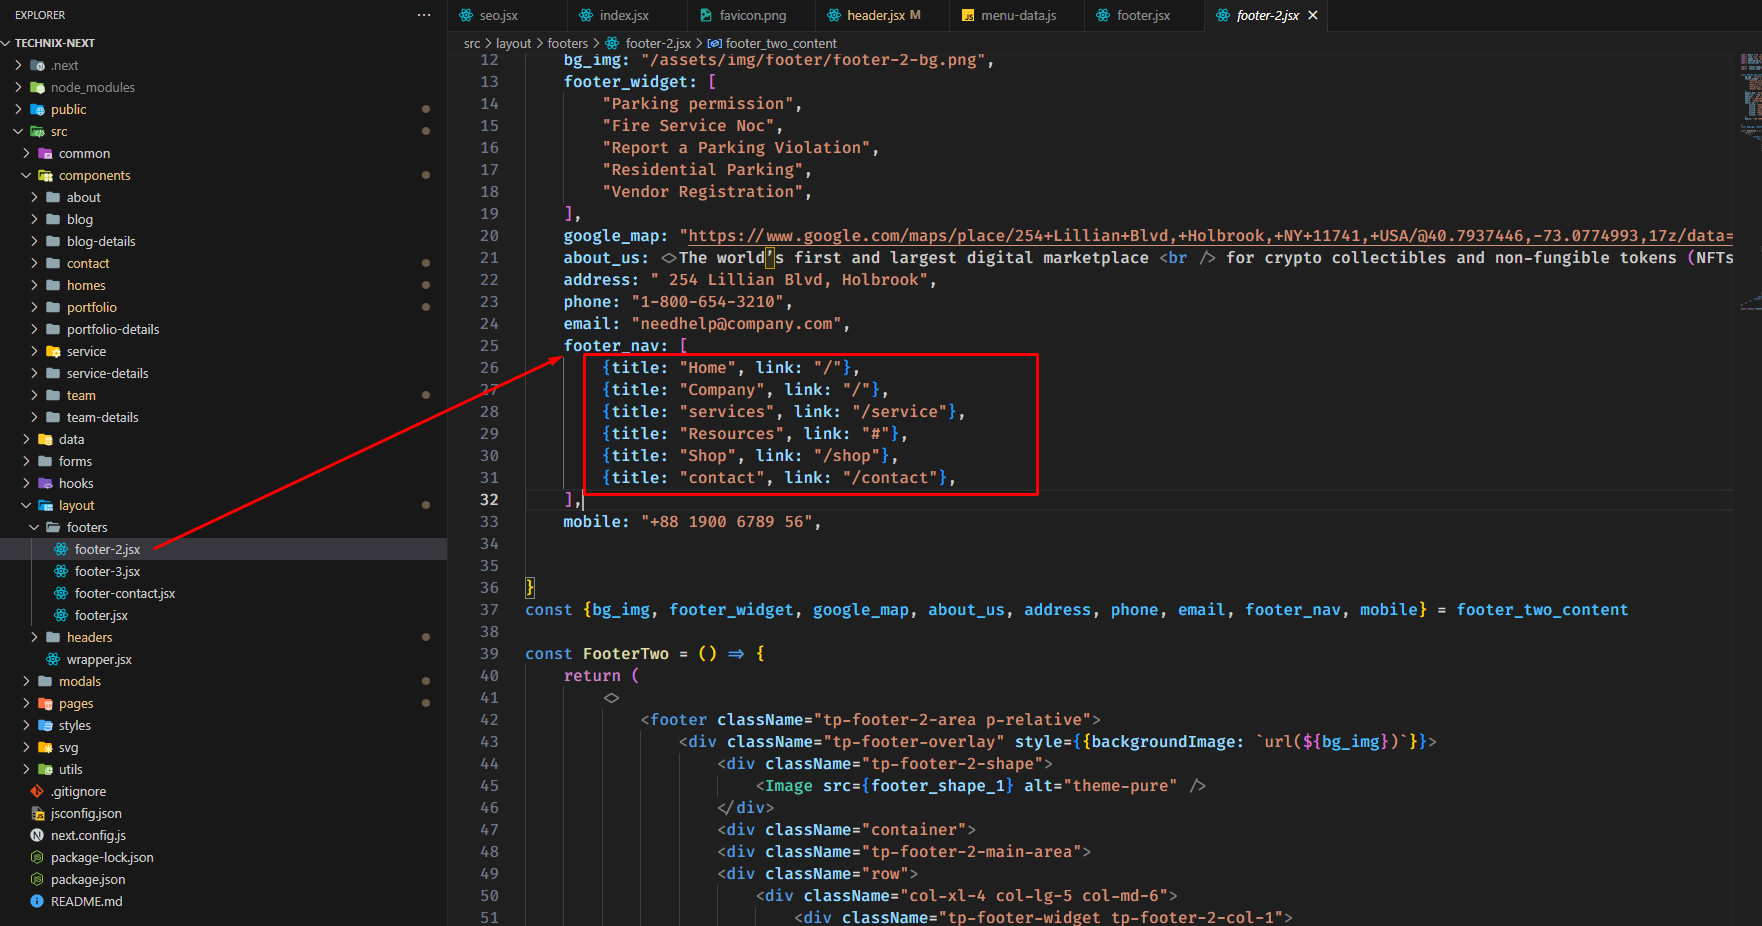 EXPLORER
···
TECHNIX-NEXT
.next
node_modules
public
src
common
components
about
blog
blog-details
contact
homes
portfolio
portfolio-details
service
service-details
team
team-details
data
forms
hooks
layout
footers
footer-2.jsx
footer-3.jsx
footer-contact.jsx
footer.jsx
headers
wrapper.jsx
modals
pages
styles
svg
utils
.gitignore
jsconfig.json
next.config.js
package-lock.json
package.json
README.md
seo.jsx
index.jsx
favicon.png
header.jsx M
menu-data.js
footer.jsx
footer-2.jsx
src > layout > footers > footer-2.jsx > footer_two_content
12 bg_img: "/assets/img/footer/footer-2-bg.png",
13 footer_widget: [
14 "Parking permission",
15 "Fire Service Noc",
16 "Report a Parking Violation",
17 "Residential Parking",
18 "Vendor Registration",
19 ],
20 google_map: "https://www.google.com/maps/place/254+Lillian+Blvd,+Holbrook,+NY+11741,+USA/@40.7937446,-73.0774993,17z/data=
21 about_us: <>The world’s first and largest digital marketplace <br /> for crypto collectibles and non-fungible tokens (NFTs
22 address: " 254 Lillian Blvd, Holbrook",
23 phone: "1-800-654-3210",
24 email: "needhelp@company.com",
25 footer_nav: [
26 {title: "Home", link: "/"},
27 {title: "Company", link: "/"},
28 {title: "services", link: "/service"},
29 {title: "Resources", link: "#"},
30 {title: "Shop", link: "/shop"},
31 {title: "contact", link: "/contact"},
32 ],
33 mobile: "+88 1900 6789 56",
34
35
36 }
37 const {bg_img, footer_widget, google_map, about_us, address, phone, email, footer_nav, mobile} = footer_two_content
38
39 const FooterTwo = () => {
40 return (
41 <>
42 <footer className="tp-footer-2-area p-relative">
43 <div className="tp-footer-overlay" style={{backgroundImage: `url(${bg_img})`}}>
44 <div className="tp-footer-2-shape">
45 <Image src={footer_shape_1} alt="theme-pure" />
46 </div>
47 <div className="container">
48 <div className="tp-footer-2-main-area">
49 <div className="row">
50 <div className="col-xl-4 col-lg-5 col-md-6">
51 <div className="tp-footer-widget tp-footer-2-col-1">